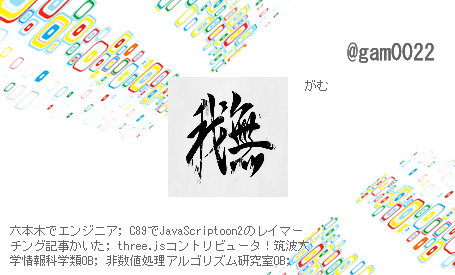 @gam0022
がむ
我無
六本木でエンジニア; C89でJavaScriptoon2のレイマー
チング記事かいた; three.jsコントリビュータ！筑波大
学情報科学類OB; 非数値処理アルゴリズム研究室OB;